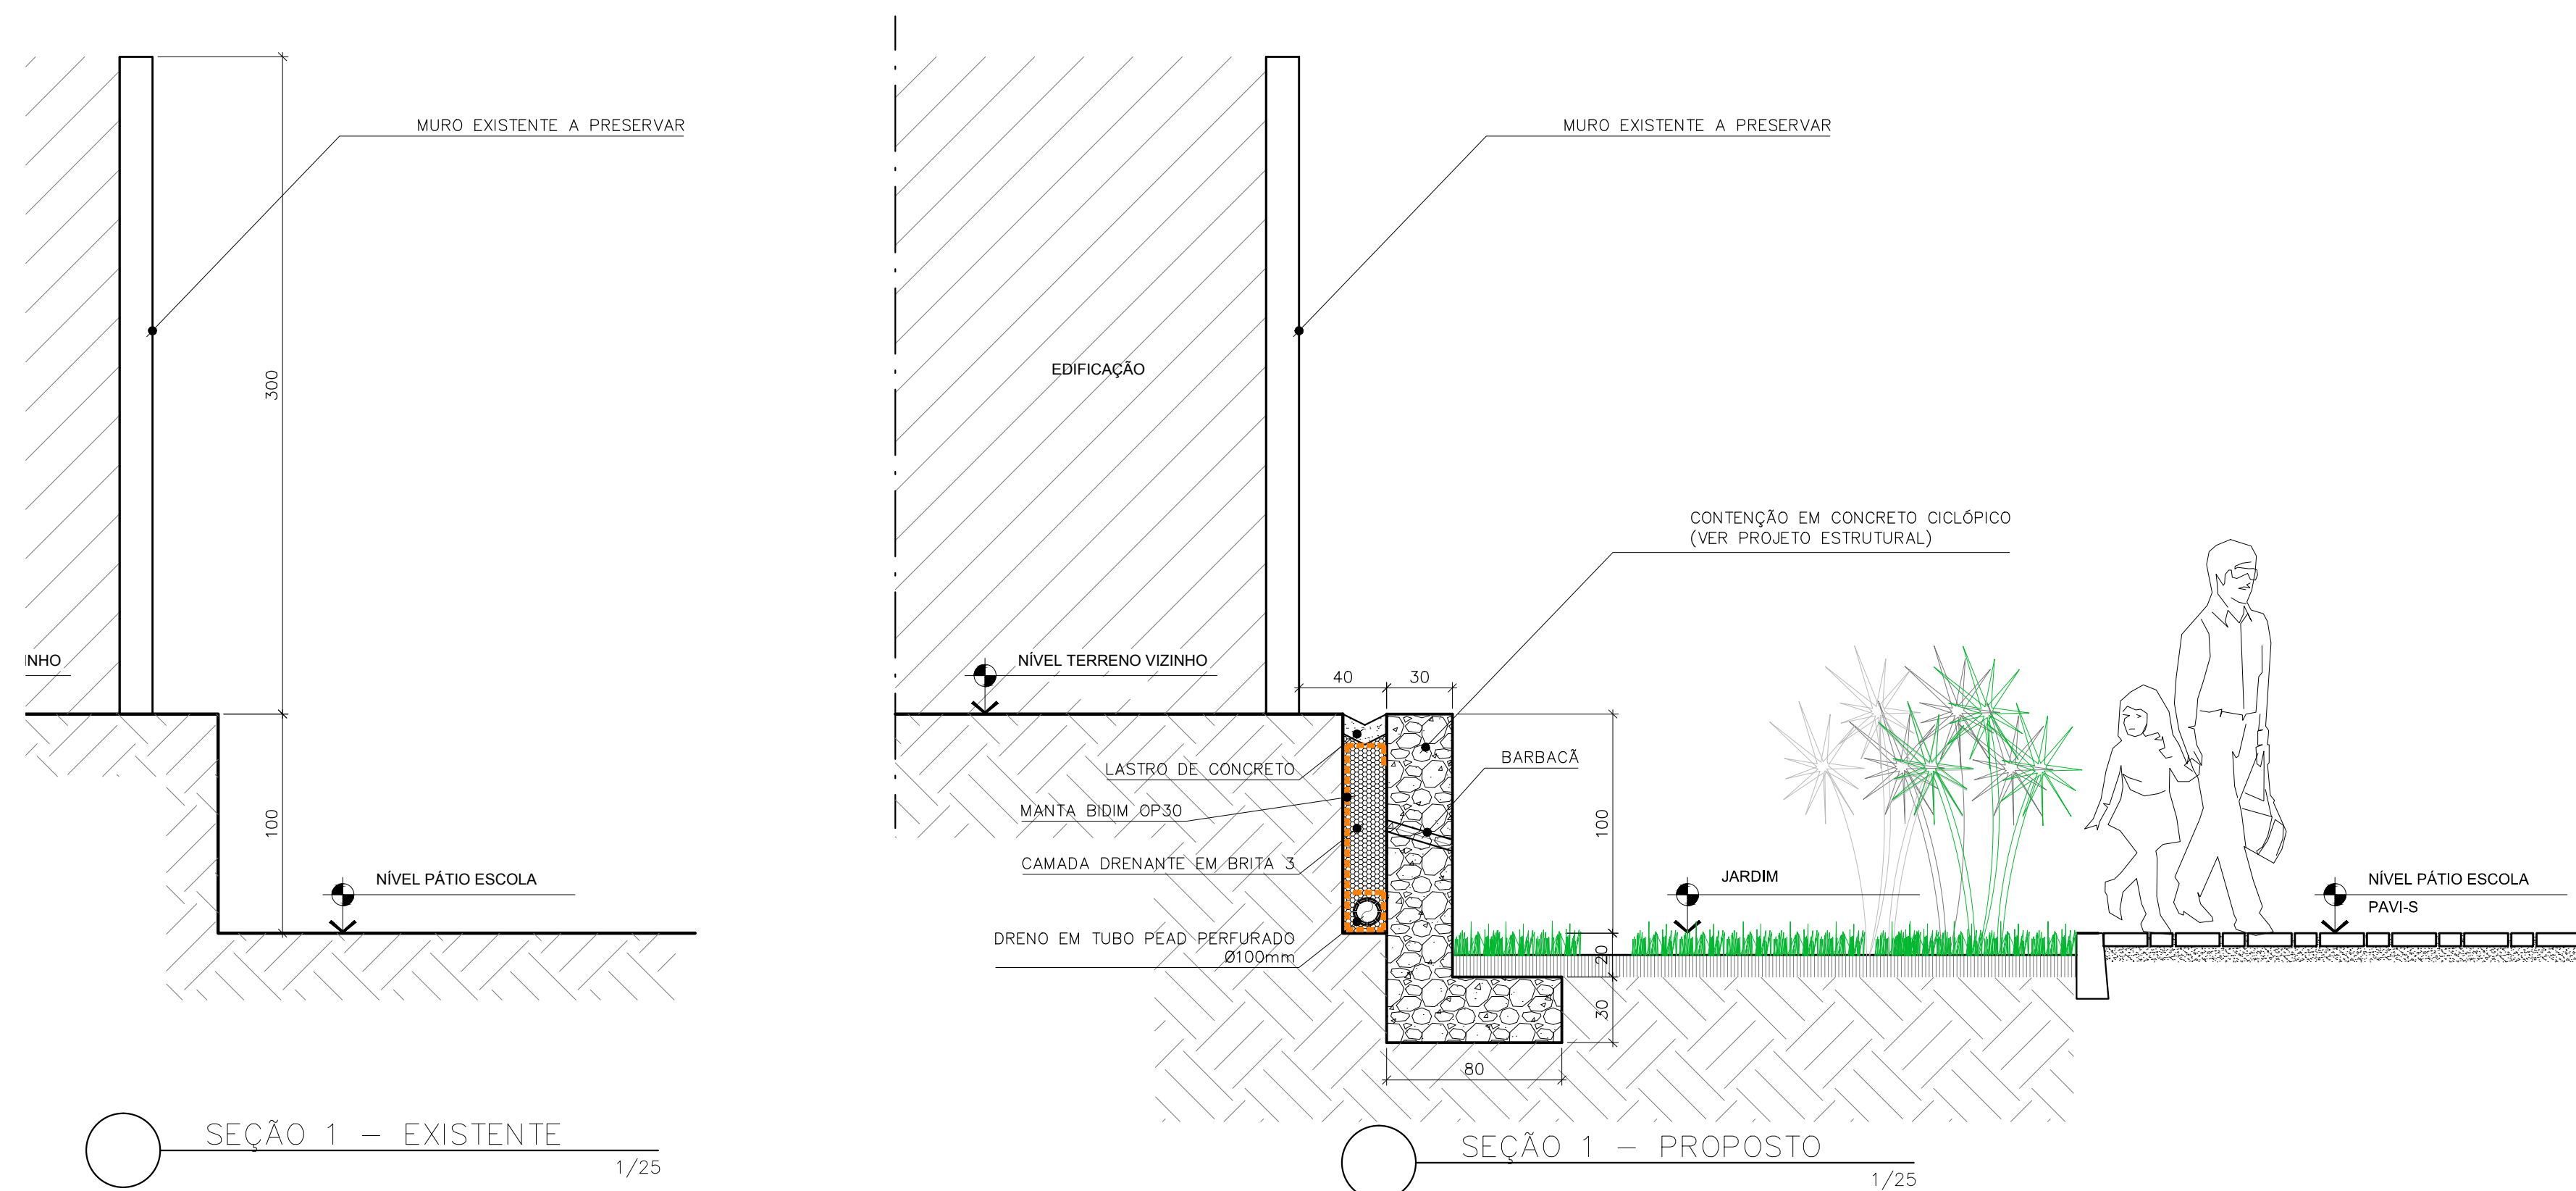 MURO EXISTENTE A PRESERVAR
300
INHO
100
NÍVEL PÁTIO ESCOLA
SEÇÃO 1 - EXISTENTE
1/25
MURO EXISTENTE A PRESERVAR
EDIFICAÇÃO
CONTENÇÃO EM CONCRETO CICLÓPICO
(VER PROJETO ESTRUTURAL)
NÍVEL TERRENO VIZINHO
40
30
LASTRO DE CONCRETO
BARBACÃ
MANTA BIDIM OP30
CAMADA DRENANTE EM BRITA 3
DRENO EM TUBO PEAD PERFURADO
Ø100mm
100
20
30
80
JARDIM
NÍVEL PÁTIO ESCOLA
PAVI-S
SEÇÃO 1 - PROPOSTO
1/25